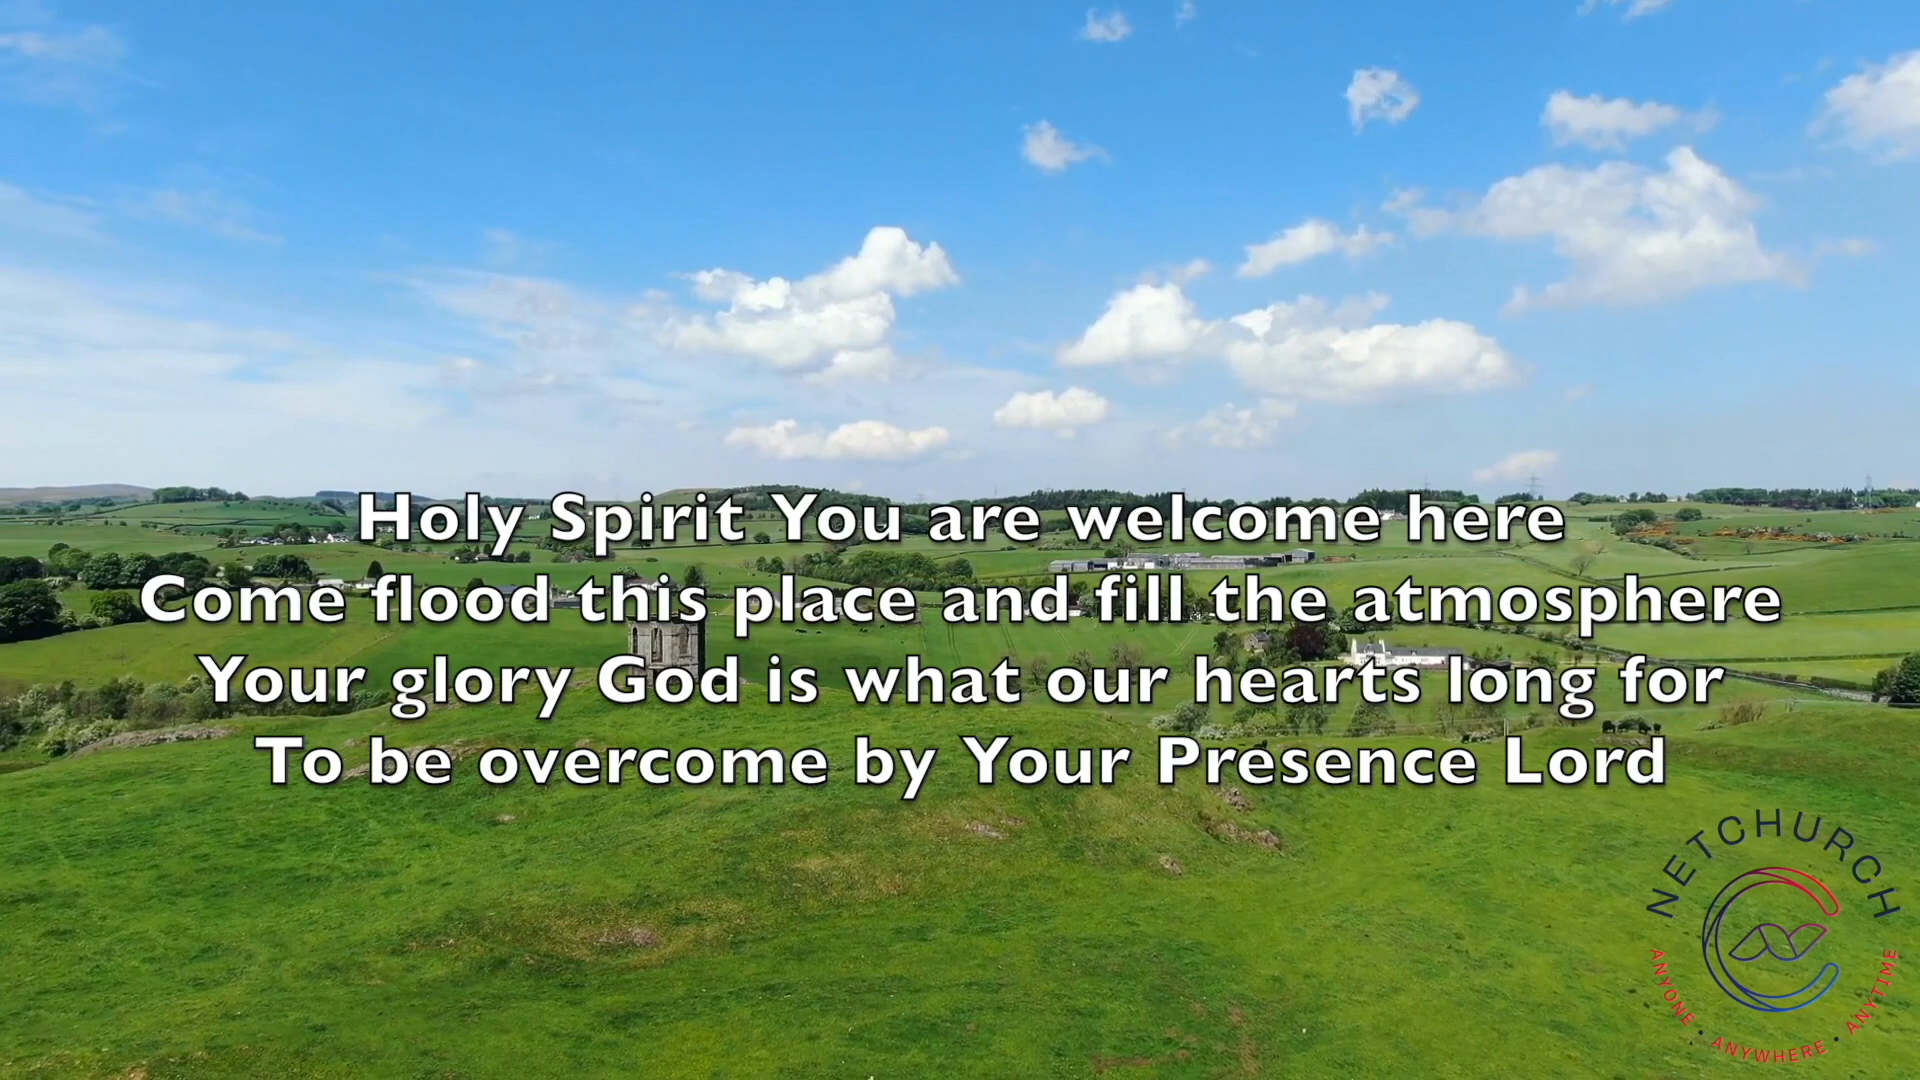 Holy Spirit You are welcome here
Come flood this place and fill the atmosphere
Your glory God is what our hearts long for
To be overcome by Your Presence Lord
NETCHURCH
ANYONE • ANYWHERE • ANYTIME